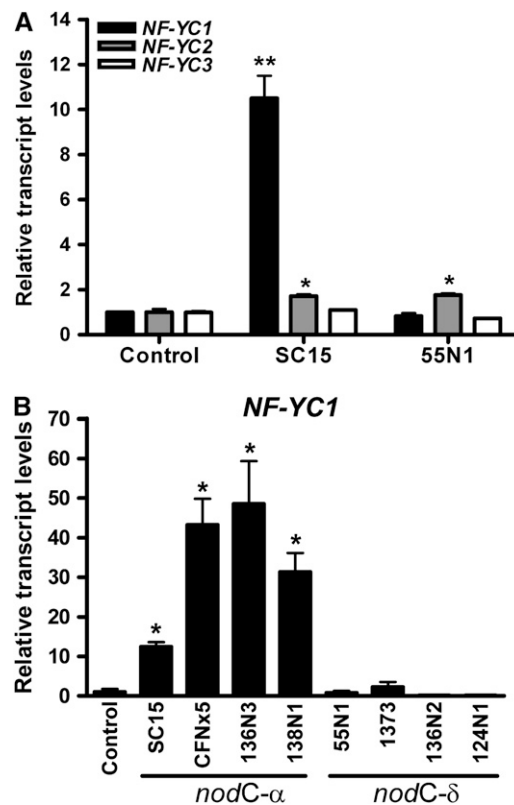 A
NF-YC1
NF-YC2
NF-YC3
Relative transcript levels
14
12
10
8
6
4
2
0
**
*
*
Control SC15 55N1
B
NF-YC1
Relative transcript levels
70
60
50
40
30
20
10
0
*
*
*
*
Control SC15 CFNx5 136N3 138N1 55N1 1373 136N2 124N1
nodC-α nodC-δ